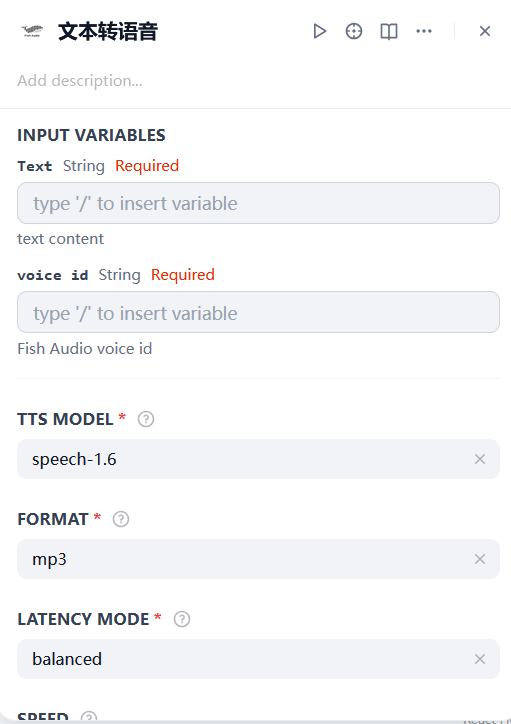 Fish Audio
文本转语音
Add description...
INPUT VARIABLES
Text String Required
type '/' to insert variable
text content
voice id String Required
type '/' to insert variable
Fish Audio voice id
TTS MODEL *
speech-1.6
FORMAT *
mp3
LATENCY MODE *
balanced
SPEED